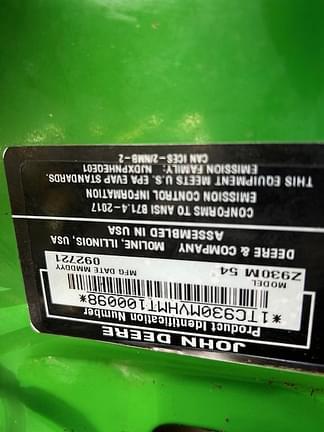 JOHN DEERE
Product Identification Number
*1TC930MVHMT100098*
MODEL MFG DATE MMDDYY
Z930M 54 092721
DEERE & COMPANY MOLINE, ILLINOIS, USA
ASSEMBLED IN USA
CONFORMS TO ANSI B71.4-2017
EMISSION CONTROL INFORMATION
THIS EQUIPMENT MEETS U.S. EPA EVAP STANDARDS.
EMISSION FAMILY: NJDXPNHEQE01
CAN ICES-2/NMB-2